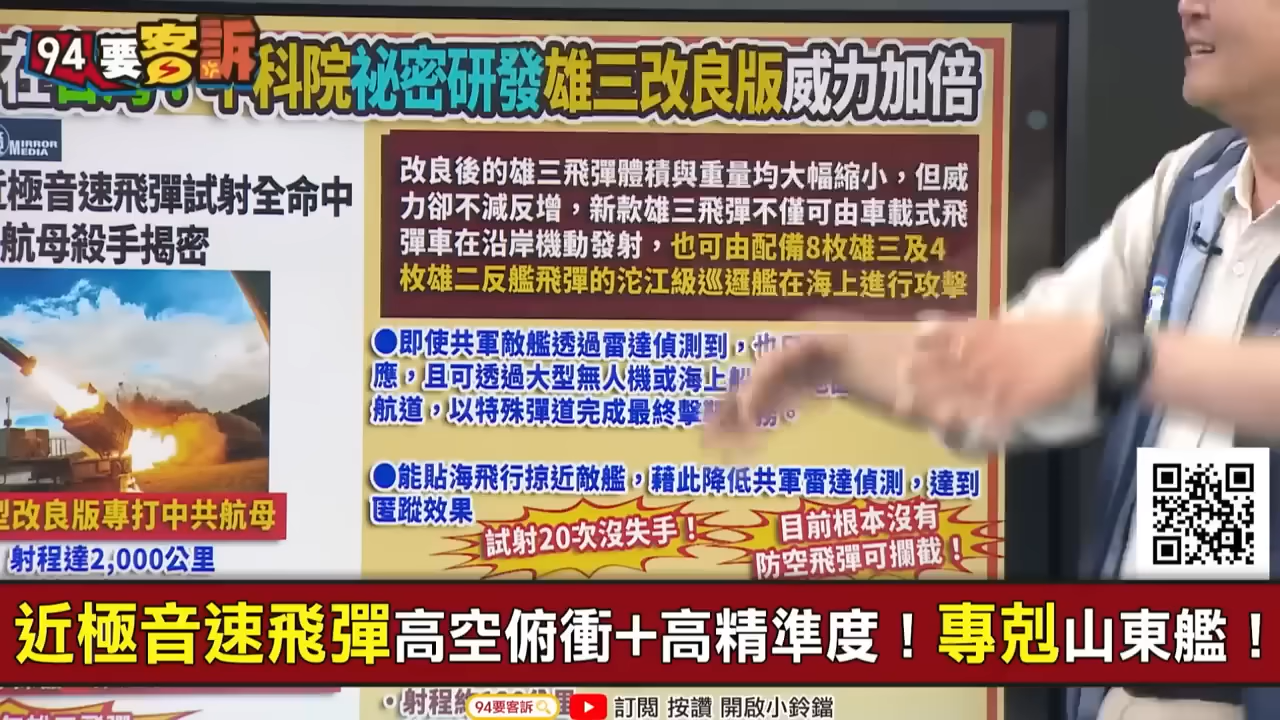 94要客訴
在台灣！中科院祕密研發雄三改良版威力加倍
MIRROR
MEDIA
近極音速飛彈試射全命中
航母殺手揭密
改良後的雄三飛彈體積與重量均大幅縮小，但威
力卻不減反增，新款雄三飛彈不僅可由車載式飛
彈車在沿岸機動發射，也可由配備8枚雄三及4
枚雄二反艦飛彈的沱江級巡邏艦在海上進行攻擊
●即使共軍敵艦透過雷達偵測到，也
應，且可透過大型無人機或海上船
航道，以特殊彈道完成最終擊
●能貼海飛行掠近敵艦，藉此降低共軍雷達偵測，達到
匿蹤效果
試射20次沒失手！
目前根本沒有
防空飛彈可攔截！
型改良版專打中共航母
射程達2,000公里
近極音速飛彈高空俯衝+高精準度！專剋山東艦！
94要客訴
訂閱 按讚 開啟小鈴鐺